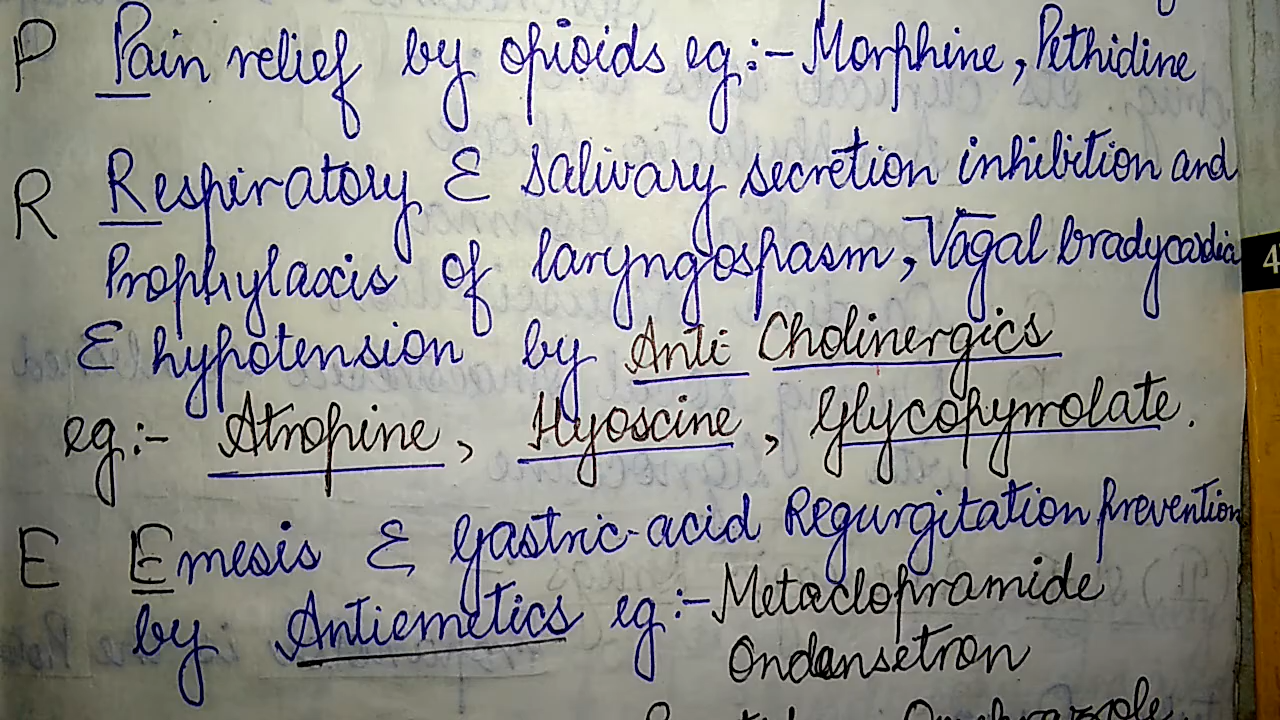 P Pain relief by opioids eg:- Morphine, Pethidine
R Respiratory & Salivary secretion inhibition and
Prophylaxis of laryngospasm, Vagal bradycardia
& hypotension by Anti Cholinergics
eg:- Atropine, Hyoscine, Glycopyrrolate.
E Emesis & gastric-acid Regurgitation prevention
by Antiemetics eg:- Metaclopramide
Ondansetron
4